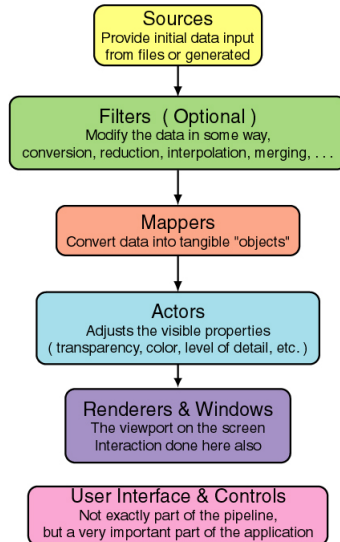 Sources
Provide initial data input
from files or generated
Filters ( Optional )
Modify the data in some way,
conversion, reduction, interpolation, merging, . . .
Mappers
Convert data into tangible "objects"
Actors
Adjusts the visible properties
( transparency, color, level of detail, etc. )
Renderers & Windows
The viewport on the screen
Interaction done here also
User Interface & Controls
Not exactly part of the pipeline,
but a very important part of the application